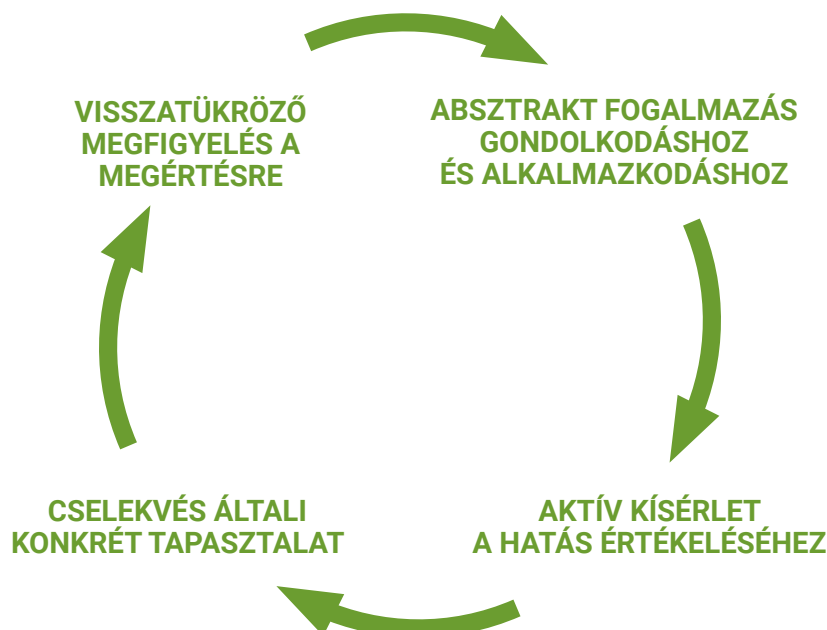 VISSZATÜKRÖZŐ
MEGFIGYELÉS A
MEGÉRTÉSRE
ABSZTRAKT FOGALMAZÁS
GONDOLKODÁSHOZ
ÉS ALKALMAZKODÁSHOZ
CSELEKVÉS ÁLTALI
KONKRÉT TAPASZTALAT
AKTÍV KÍSÉRLET
A HATÁS ÉRTÉKELÉSÉHEZ